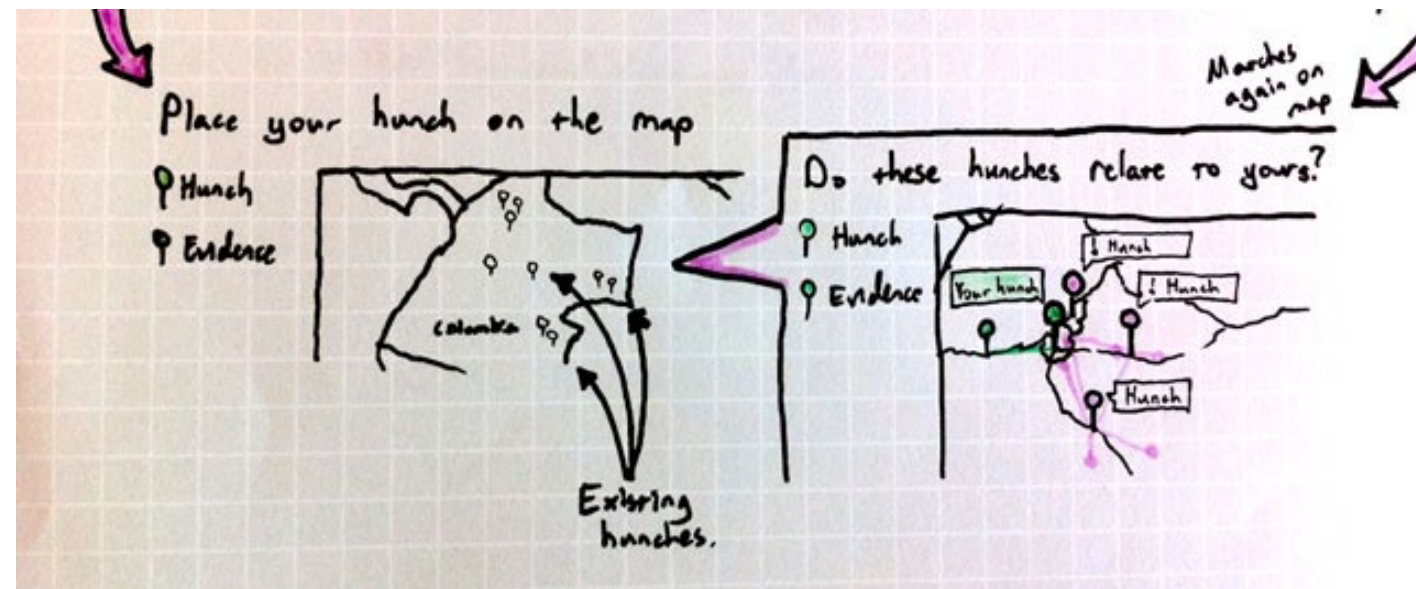 Place your hunch on the map
Hunch
Evidence
Existing
hunches.
Matches
again on
map
Do these hunches relate to yours?
Hunch
Evidence
! Hunch
! Hunch
Your hunch
Hunch